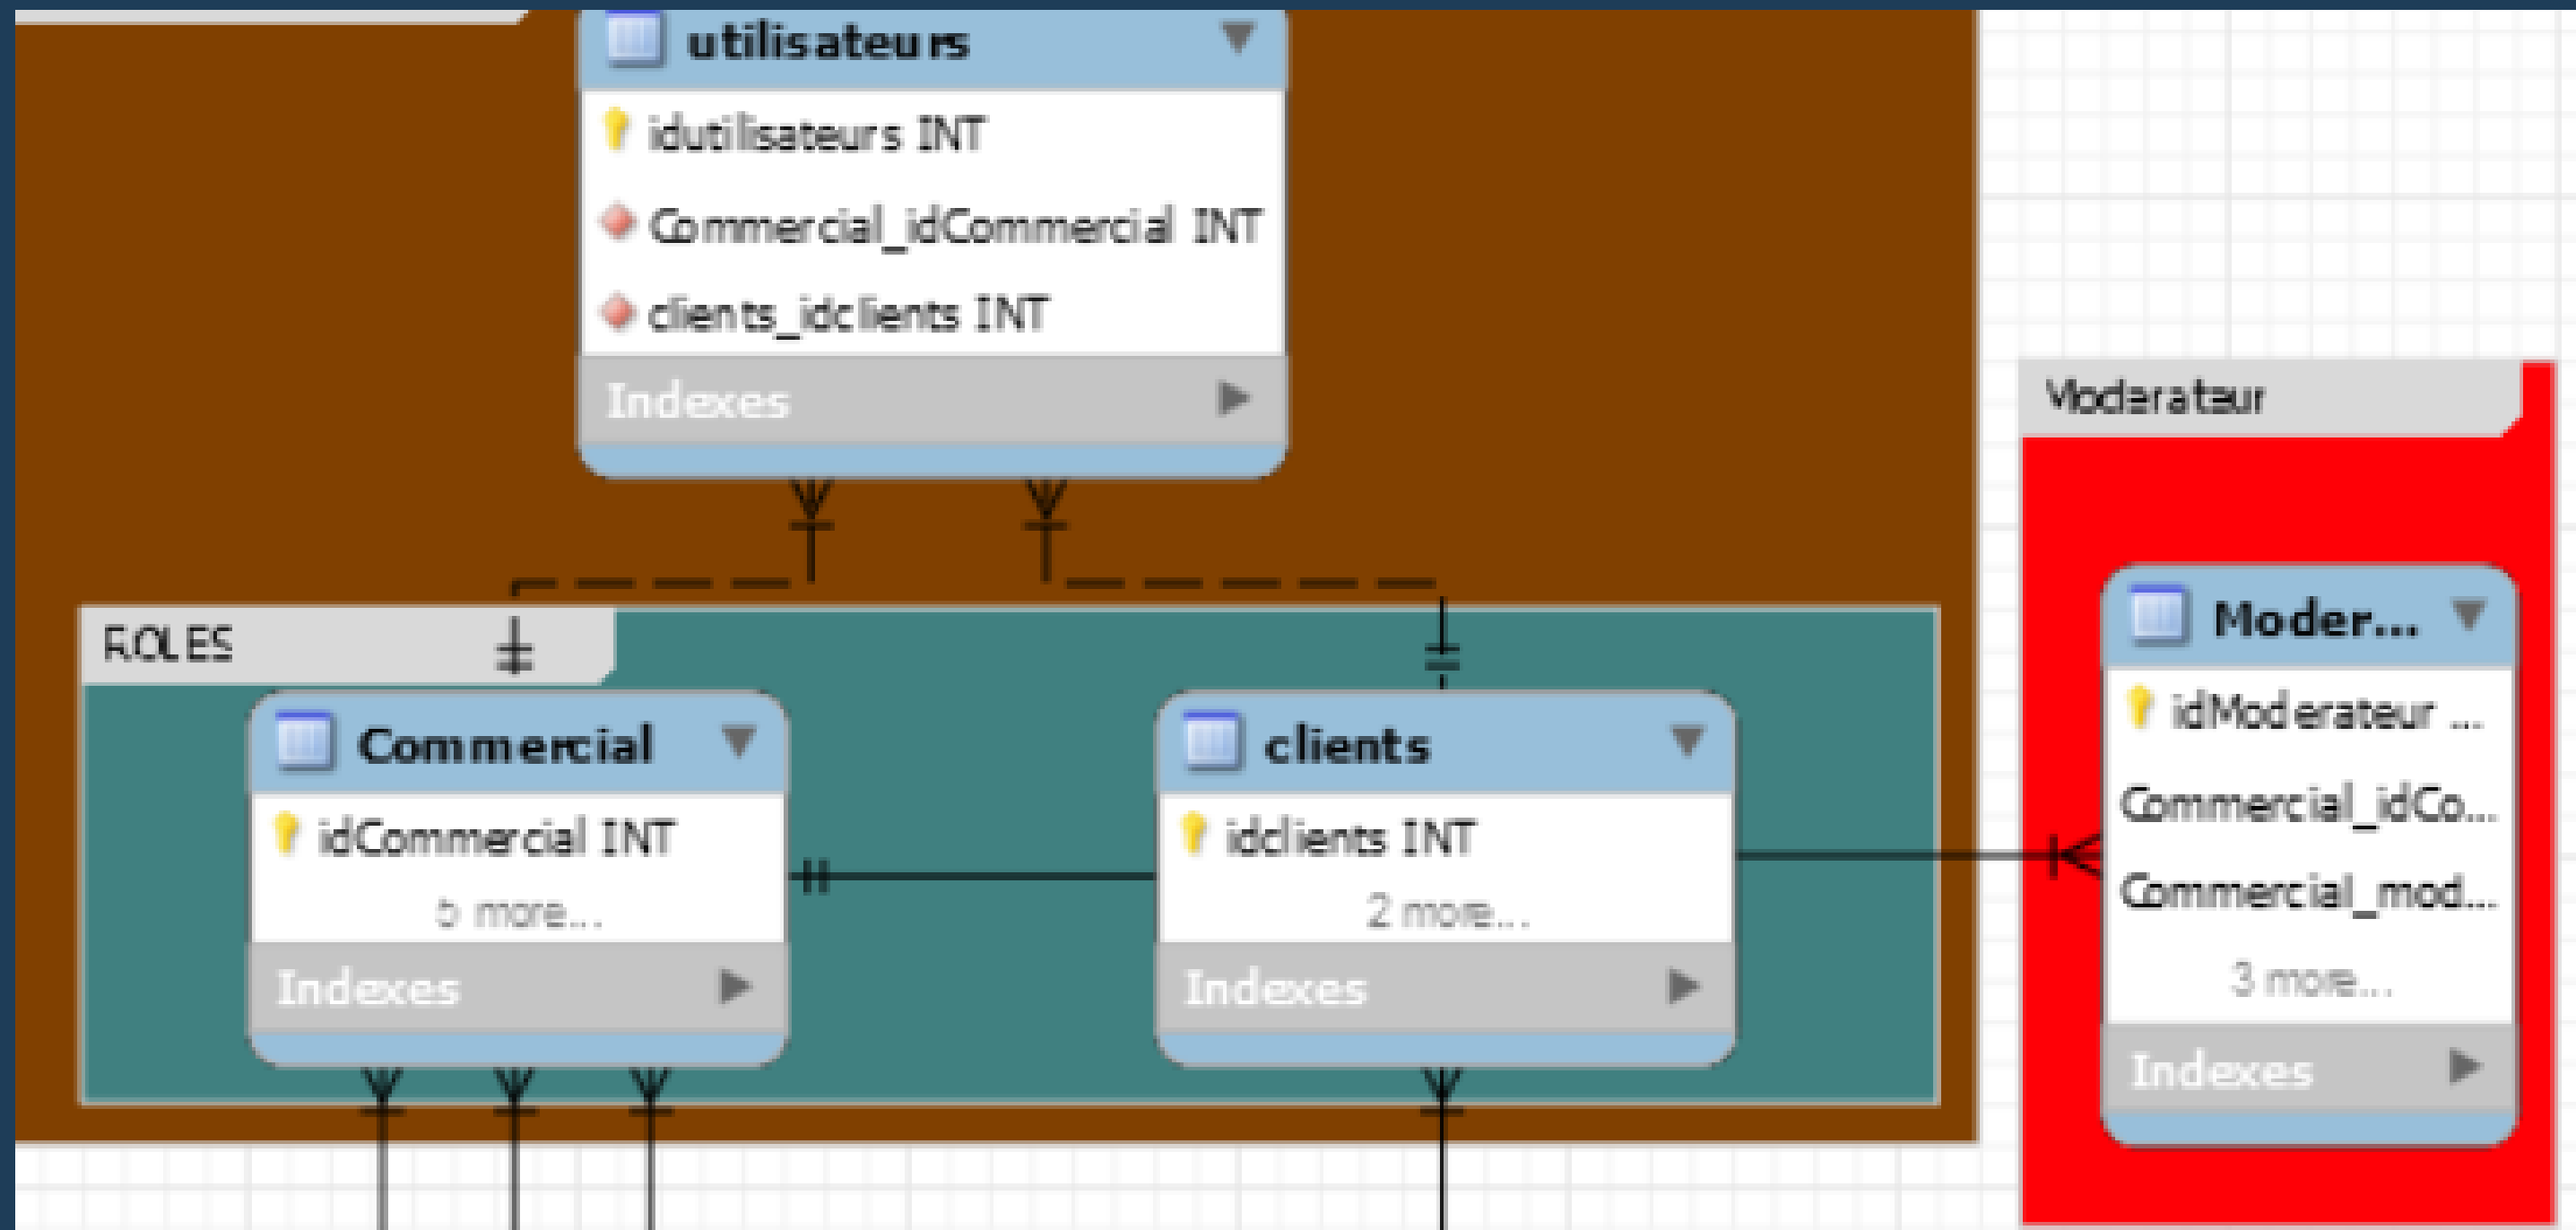 utilisateurs
idutilisateurs INT
Commercial_idCommercial INT
clients_idclients INT
Indexes
Moderateur
ROLES
Moder...
idModerateur ...
Commercial_idCo...
Commercial_mod...
3 more...
Indexes
Commercial
idCommercial INT
more...
Indexes
clients
idclients INT
2 more...
Indexes